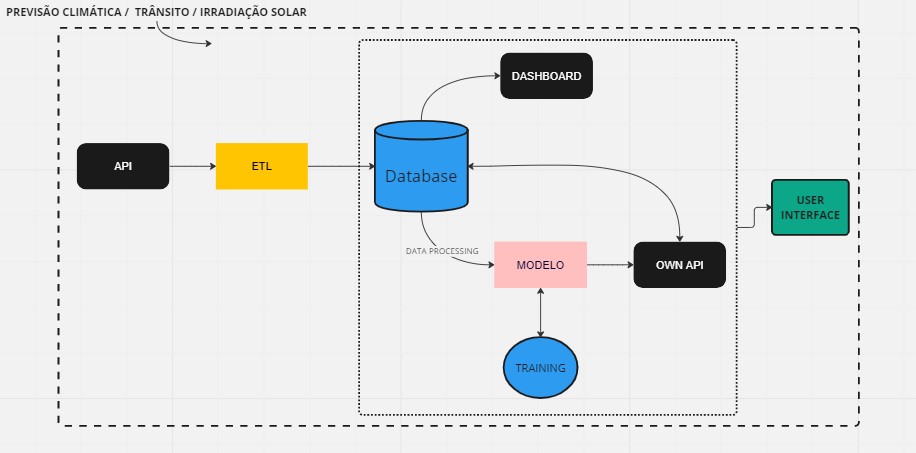 PREVISÃO CLIMÁTICA / TRÂNSITO / IRRADIAÇÃO SOLAR
DASHBOARD
API
ETL
Database
USER
INTERFACE
DATA PROCESSING
MODELO
OWN API
TRAINING